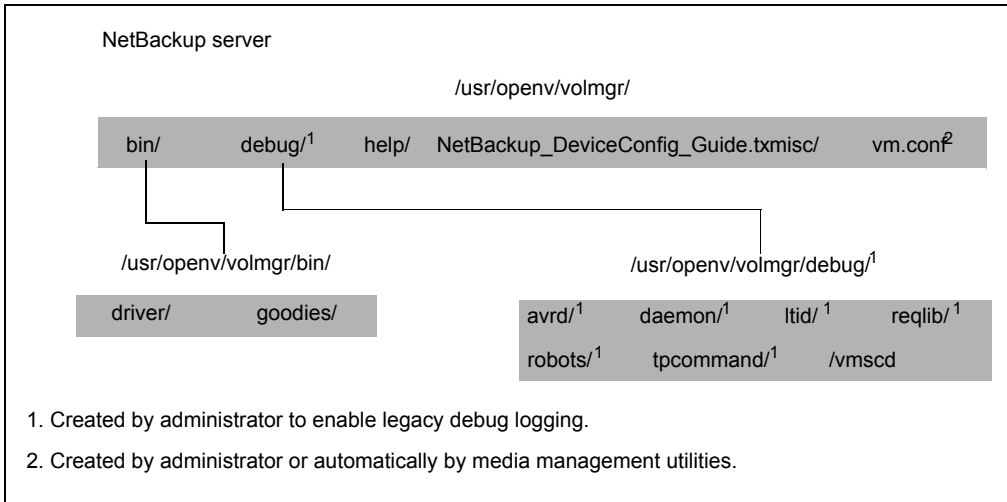 NetBackup server
/usr/openv/volmgr/
bin/ debug/1 help/ NetBackup_DeviceConfig_Guide.txmisc/ vm.conf2
/usr/openv/volmgr/bin/ /usr/openv/volmgr/debug/1
driver/ goodies/
avrd/1 daemon/1 ltid/ 1 reqlib/ 1
robots/1 tpcommand/1 /vmscd
1. Created by administrator to enable legacy debug logging.
2. Created by administrator or automatically by media management utilities.